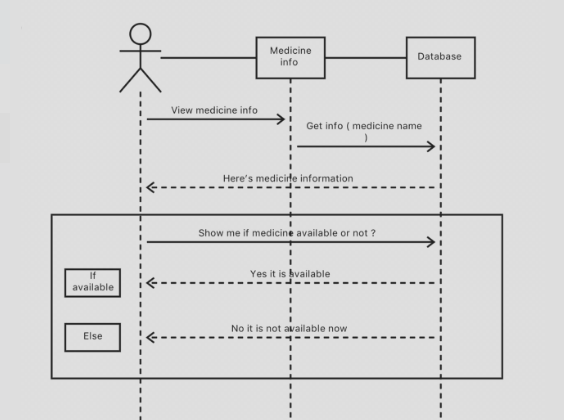 Medicine
info
Database
View medicine info
Get info ( medicine name
)
Here's medicine information
Show me if medicine available or not ?
If
available
Yes it is available
Else
No it is not available now